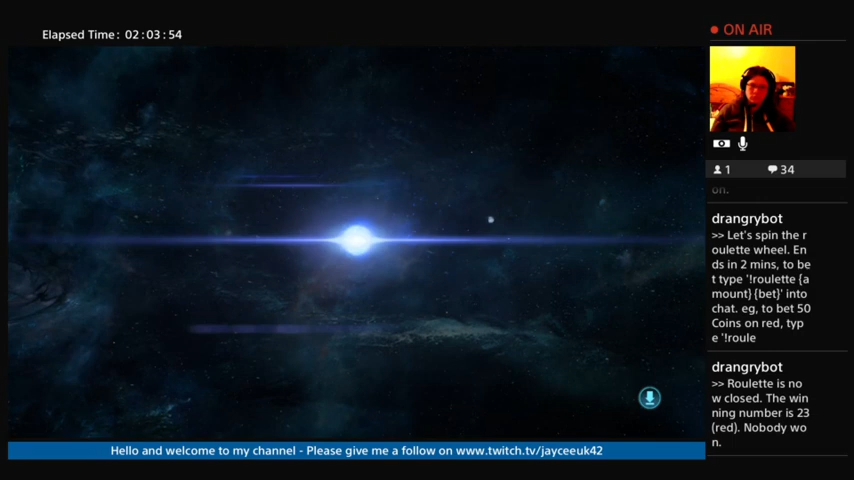 Elapsed Time: 02:03:54
ON AIR
1
34
on.
drangrybot
>> Let's spin the r
oulette wheel. En
ds in 2 mins, to be
t type '!roulette {a
mount} {bet}' into
chat. eg, to bet 50
Coins on red, typ
e '!roule
drangrybot
>> Roulette is no
w closed. The win
ning number is 23
(red). Nobody wo
n.
Hello and welcome to my channel - Please give me a follow on www.twitch.tv/jayceeuk42